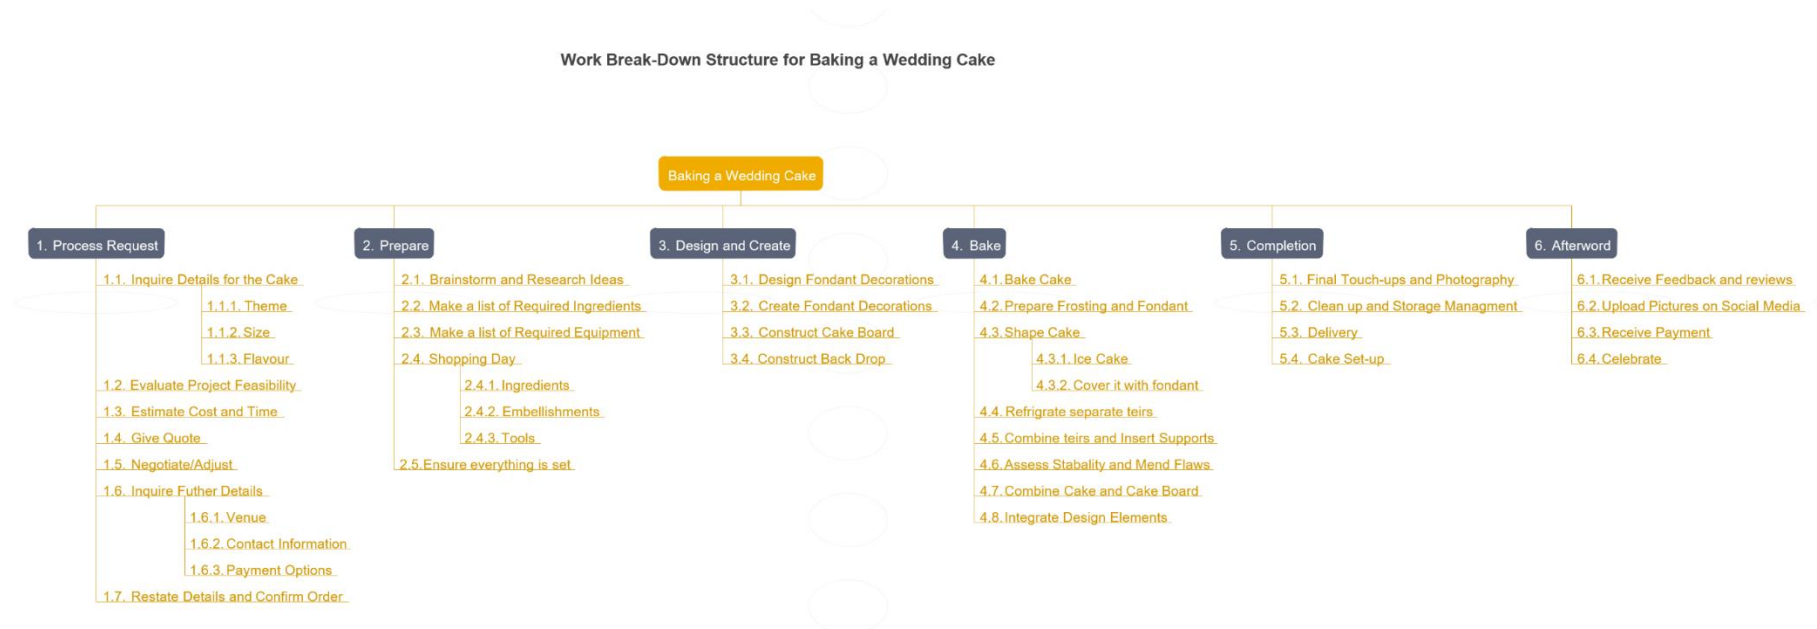 Work Break-Down Structure for Baking a Wedding Cake
Baking a Wedding Cake
1. Process Request
1.1. Inquire Details for the Cake
1.1.1. Theme
1.1.2. Size
1.1.3. Flavour
1.2. Evaluate Project Feasibility
1.3. Estimate Cost and Time
1.4. Give Quote
1.5. Negotiate/Adjust
1.6. Inquire Futher Details
1.6.1. Venue
1.6.2. Contact Information
1.6.3. Payment Options
1.7. Restate Details and Confirm Order
2. Prepare
2.1. Brainstorm and Research Ideas
2.2. Make a list of Required Ingredients
2.3. Make a list of Required Equipment
2.4. Shopping Day
2.4.1. Ingredients
2.4.2. Embellishments
2.4.3. Tools
2.5. Ensure everything is set
3. Design and Create
3.1. Design Fondant Decorations
3.2. Create Fondant Decorations
3.3. Construct Cake Board
3.4. Construct Back Drop
4. Bake
4.1. Bake Cake
4.2. Prepare Frosting and Fondant
4.3. Shape Cake
4.3.1. Ice Cake
4.3.2. Cover it with fondant
4.4. Refrigrate separate teirs
4.5. Combine teirs and Insert Supports
4.6. Assess Stabality and Mend Flaws
4.7. Combine Cake and Cake Board
4.8. Integrate Design Elements
5. Completion
5.1. Final Touch-ups and Photography
5.2. Clean up and Storage Managment
5.3. Delivery
5.4. Cake Set-up
6. Afterword
6.1. Receive Feedback and reviews
6.2. Upload Pictures on Social Media
6.3. Receive Payment
6.4. Celebrate